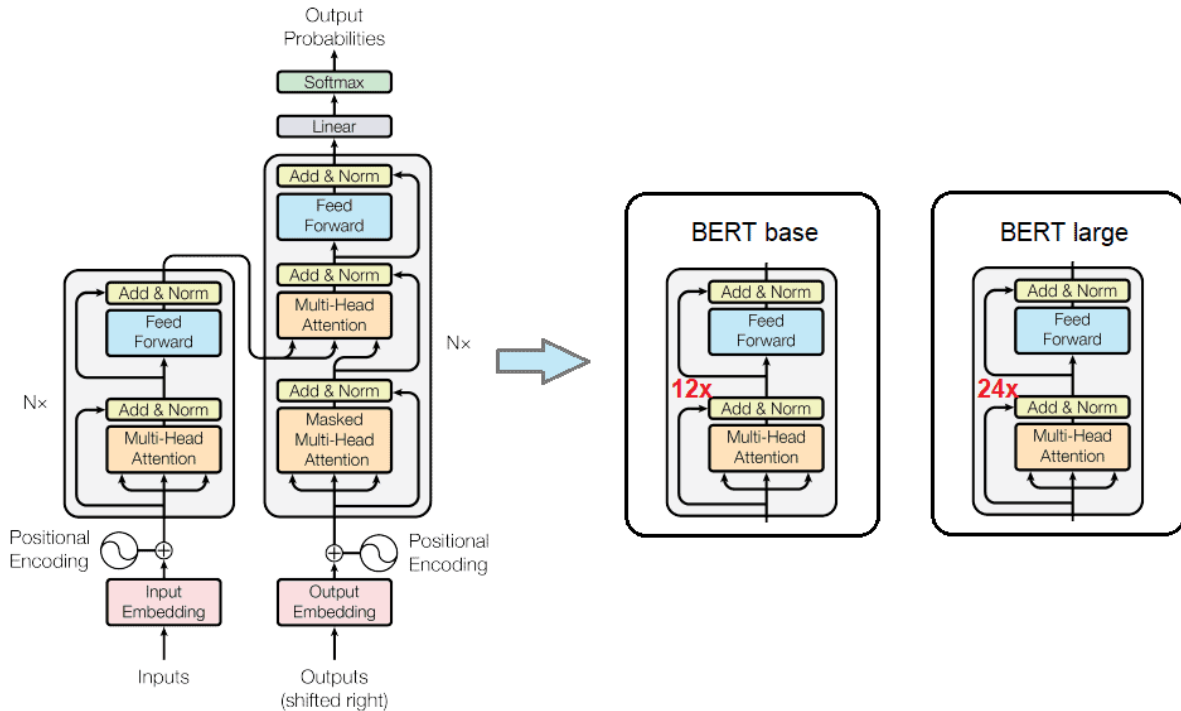 Output
Probabilities
Softmax
Linear
Add & Norm
Feed
Forward
Add & Norm
Multi-Head
Attention
Add & Norm
Masked
Multi-Head
Attention
Nx
Positional
Encoding
Output
Embedding
Outputs
(shifted right)
Add & Norm
Feed
Forward
Nx
Add & Norm
Multi-Head
Attention
Positional
Encoding
Input
Embedding
Inputs
BERT base
Add & Norm
Feed
Forward
12x
Add & Norm
Multi-Head
Attention
BERT large
Add & Norm
Feed
Forward
24x
Add & Norm
Multi-Head
Attention